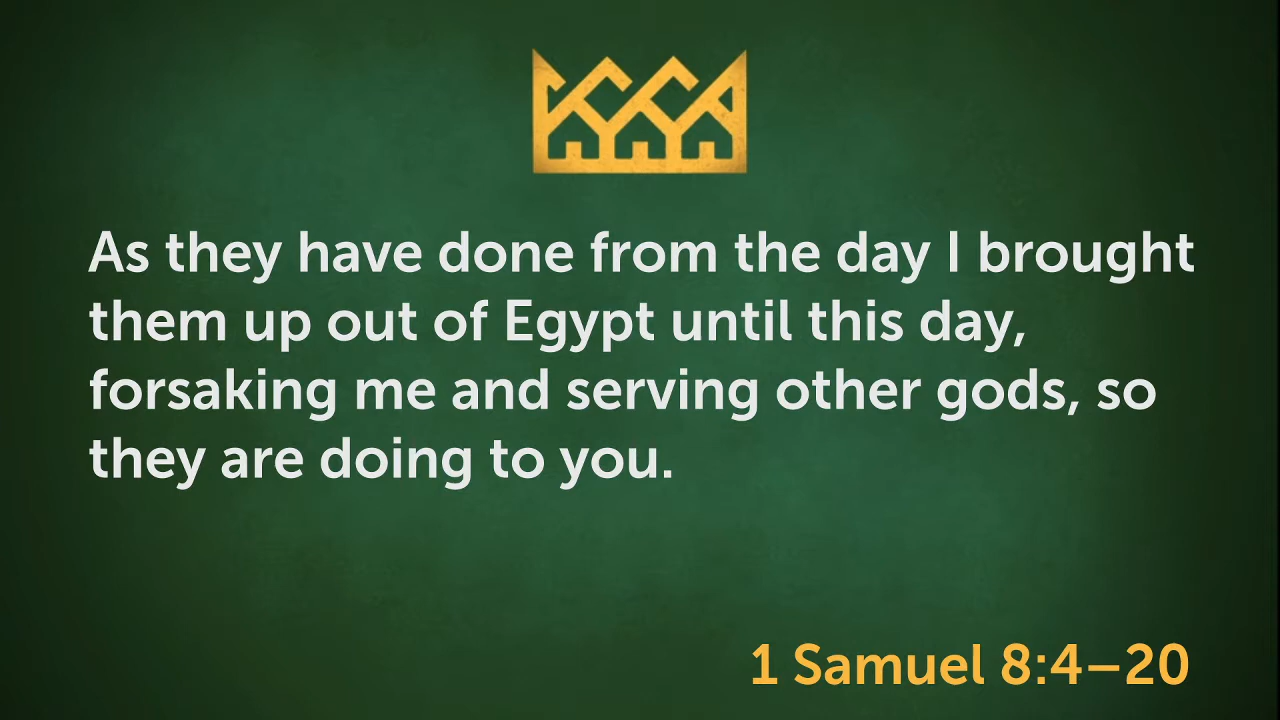 As they have done from the day I brought
them up out of Egypt until this day,
forsaking me and serving other gods, so
they are doing to you.
1 Samuel 8:4–20